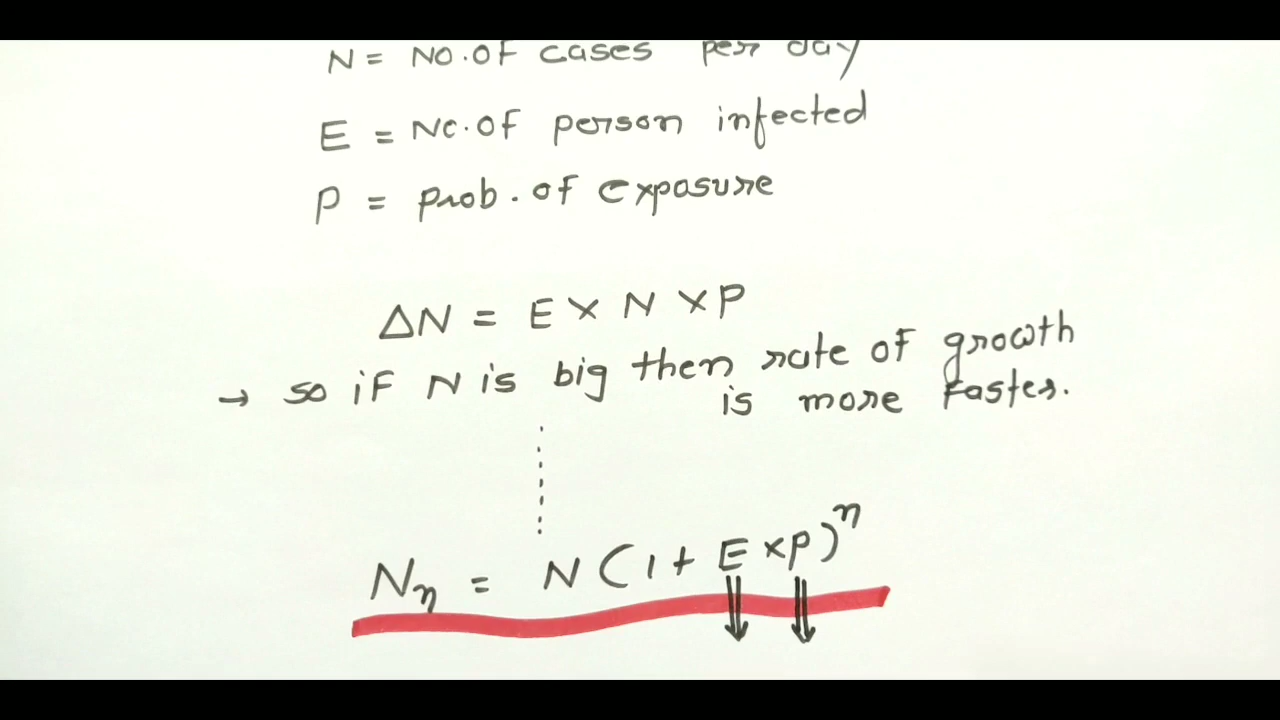 N = NO.OF cases per day
E = NO.OF person infected
P = prob. of exposure
ΔN = E × N × P
→ so iF N is big then rate of growth
is more Faster.
Nη = N (1 + E × P)^η